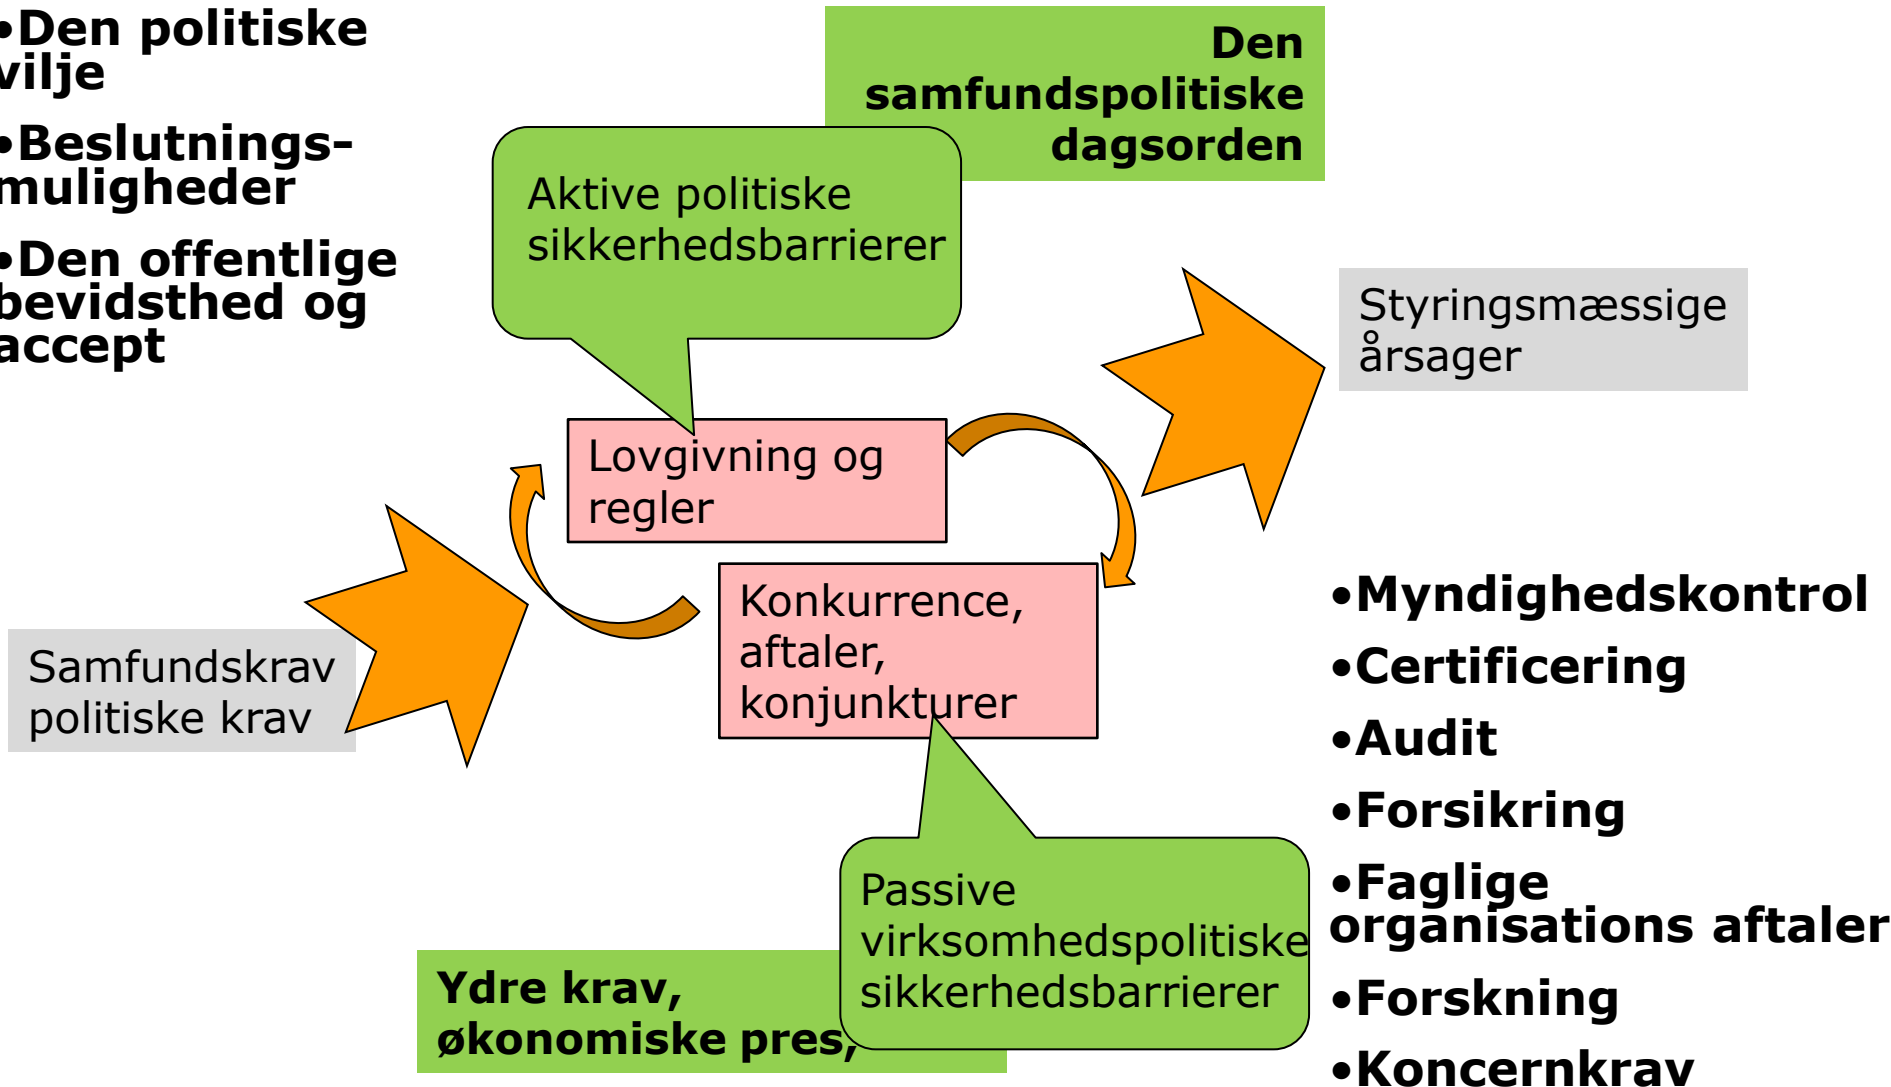 •Den politiske
vilje
•Beslutnings-
muligheder
•Den offentlige
bevidsthed og
accept
Den
samfundspolitiske
dagsorden
Aktive politiske
sikkerhedsbarrierer
Styringsmæssige
årsager
Lovgivning og
regler
Konkurrence,
aftaler,
konjunkturer
Samfundskrav
politiske krav
Passive
virksomhedspolitiske
sikkerhedsbarrierer
Ydre krav,
økonomiske pres,
•Myndighedskontrol
•Certificering
•Audit
•Forsikring
•Faglige
organisations aftaler
•Forskning
•Koncernkrav